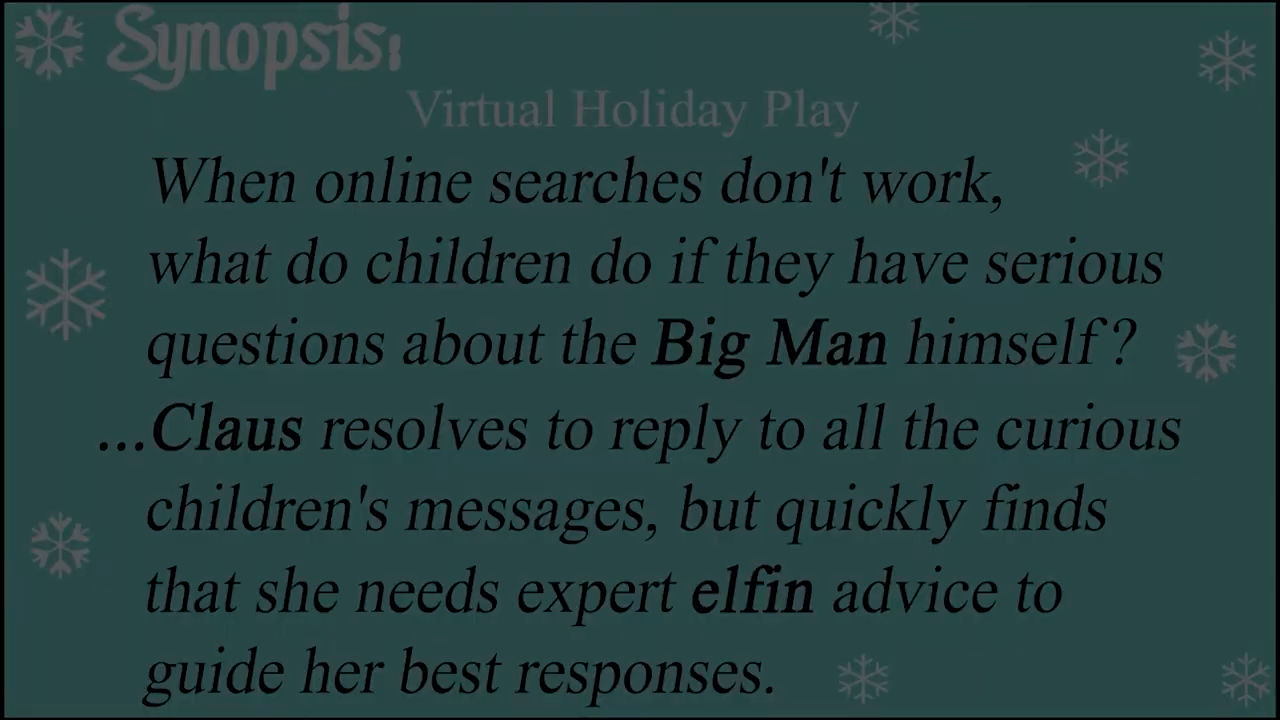 Synopsis:
Virtual Holiday Play
When online searches don't work,
what do children do if they have serious
questions about the Big Man himself?
...Claus resolves to reply to all the curious
children's messages, but quickly finds
that she needs expert elfin advice to
guide her best responses.